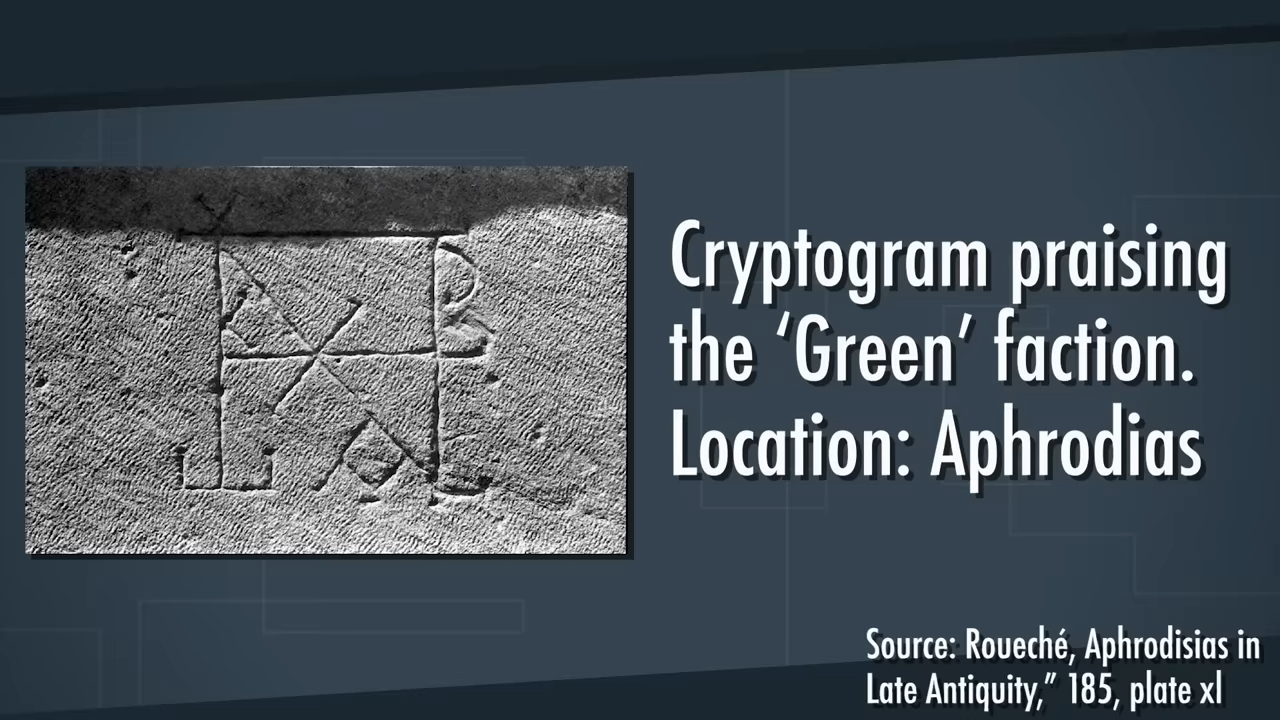 Cryptogram praising
the ‘Green’ faction.
Location: Aphrodias
Source: Roueché, Aphrodisias in
Late Antiquity,” 185, plate xl